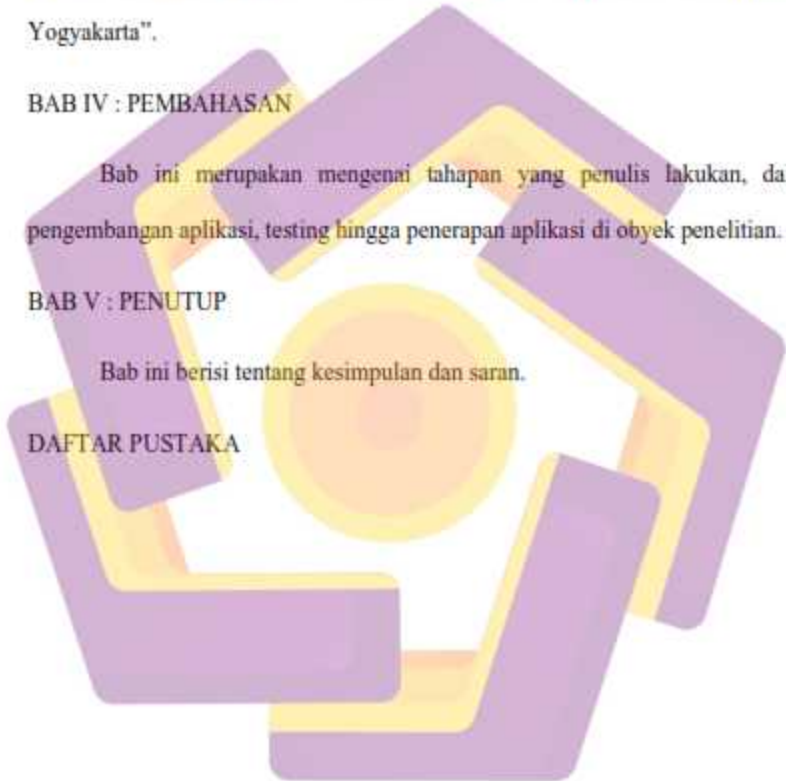 Yogyakarta”.
BAB IV : PEMBAHASAN
Bab ini merupakan mengenai tahapan yang penulis lakukan, da
pengembangan aplikasi, testing hingga penerapan aplikasi di obyek penelitian.
BAB V : PENUTUP
Bab ini berisi tentang kesimpulan dan saran.
DAFTAR PUSTAKA